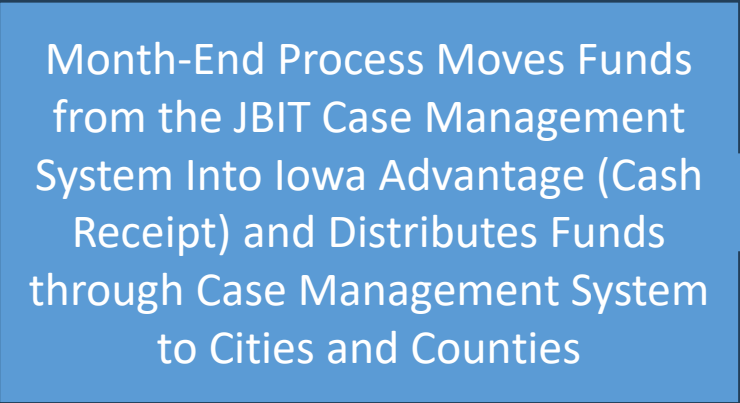 Month-End Process Moves Funds
from the JBIT Case Management
System Into Iowa Advantage (Cash
Receipt) and Distributes Funds
through Case Management System
to Cities and Counties